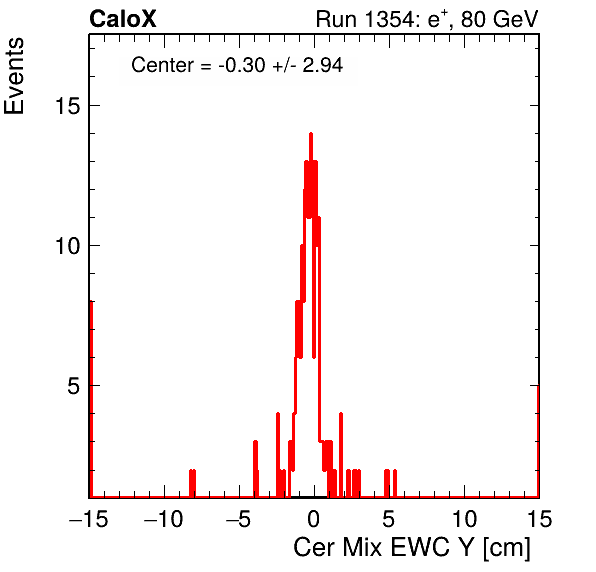 CaloX Run 1354: e⁺, 80 GeV
Center = -0.30 +/- 2.94
Events
15
10
5
−15 −10 −5 0 5 10 15
Cer Mix EWC Y [cm]